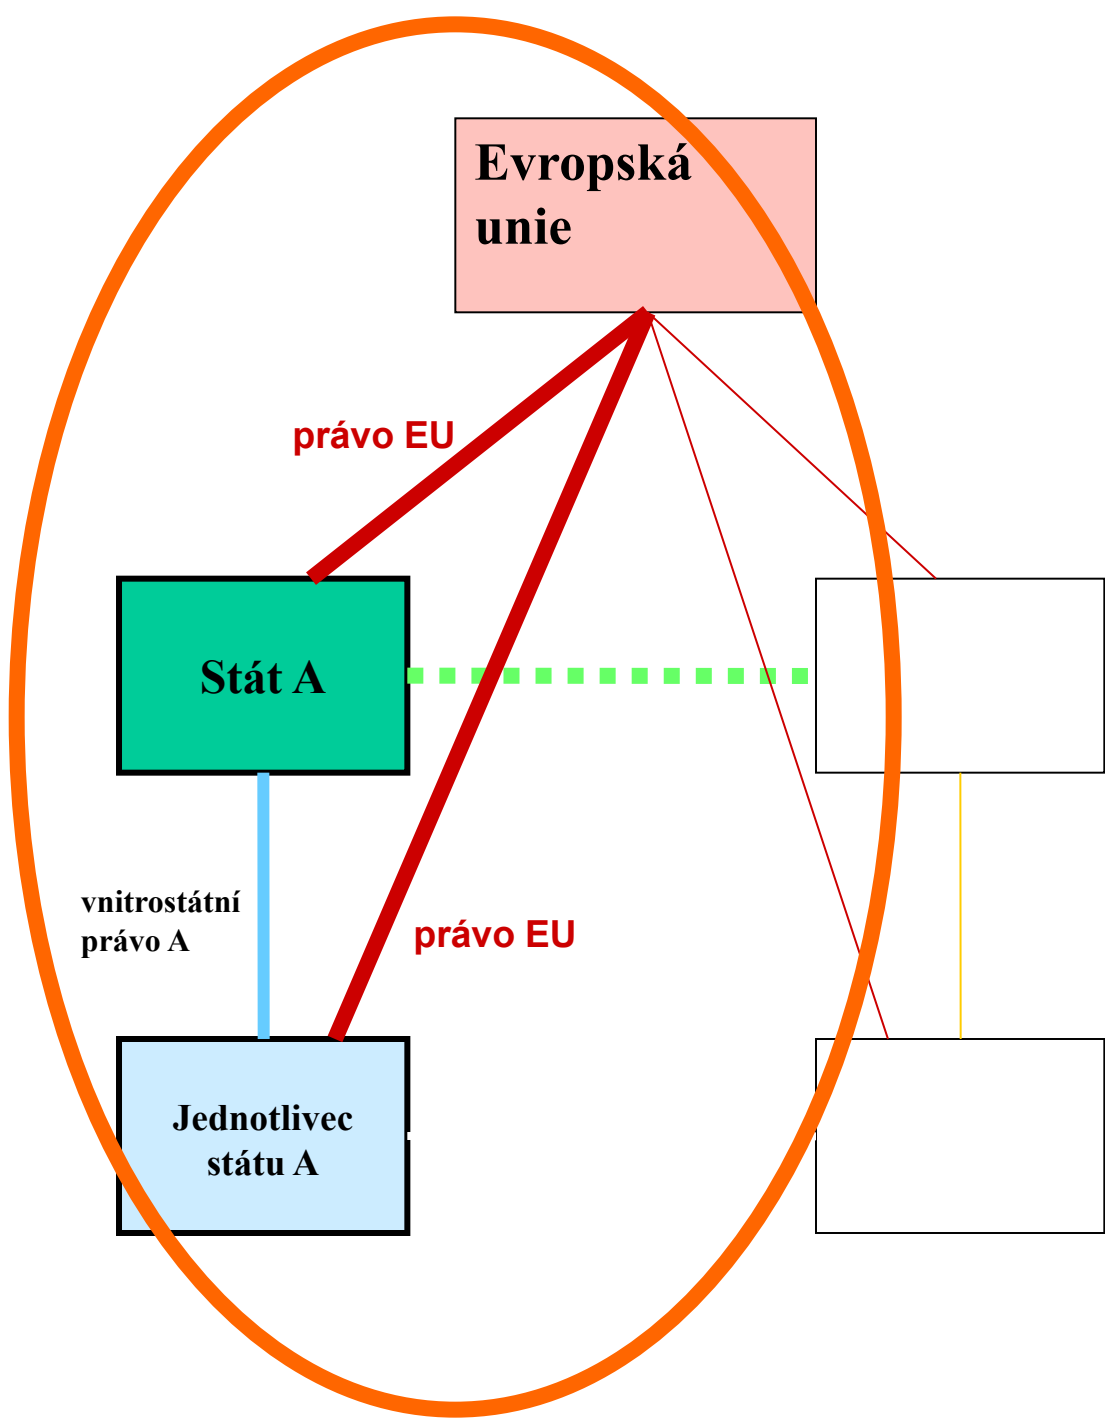 Evropská
unie
právo EU
Stát A
vnitrostátní
právo A
právo EU
Jednotlivec
státu A